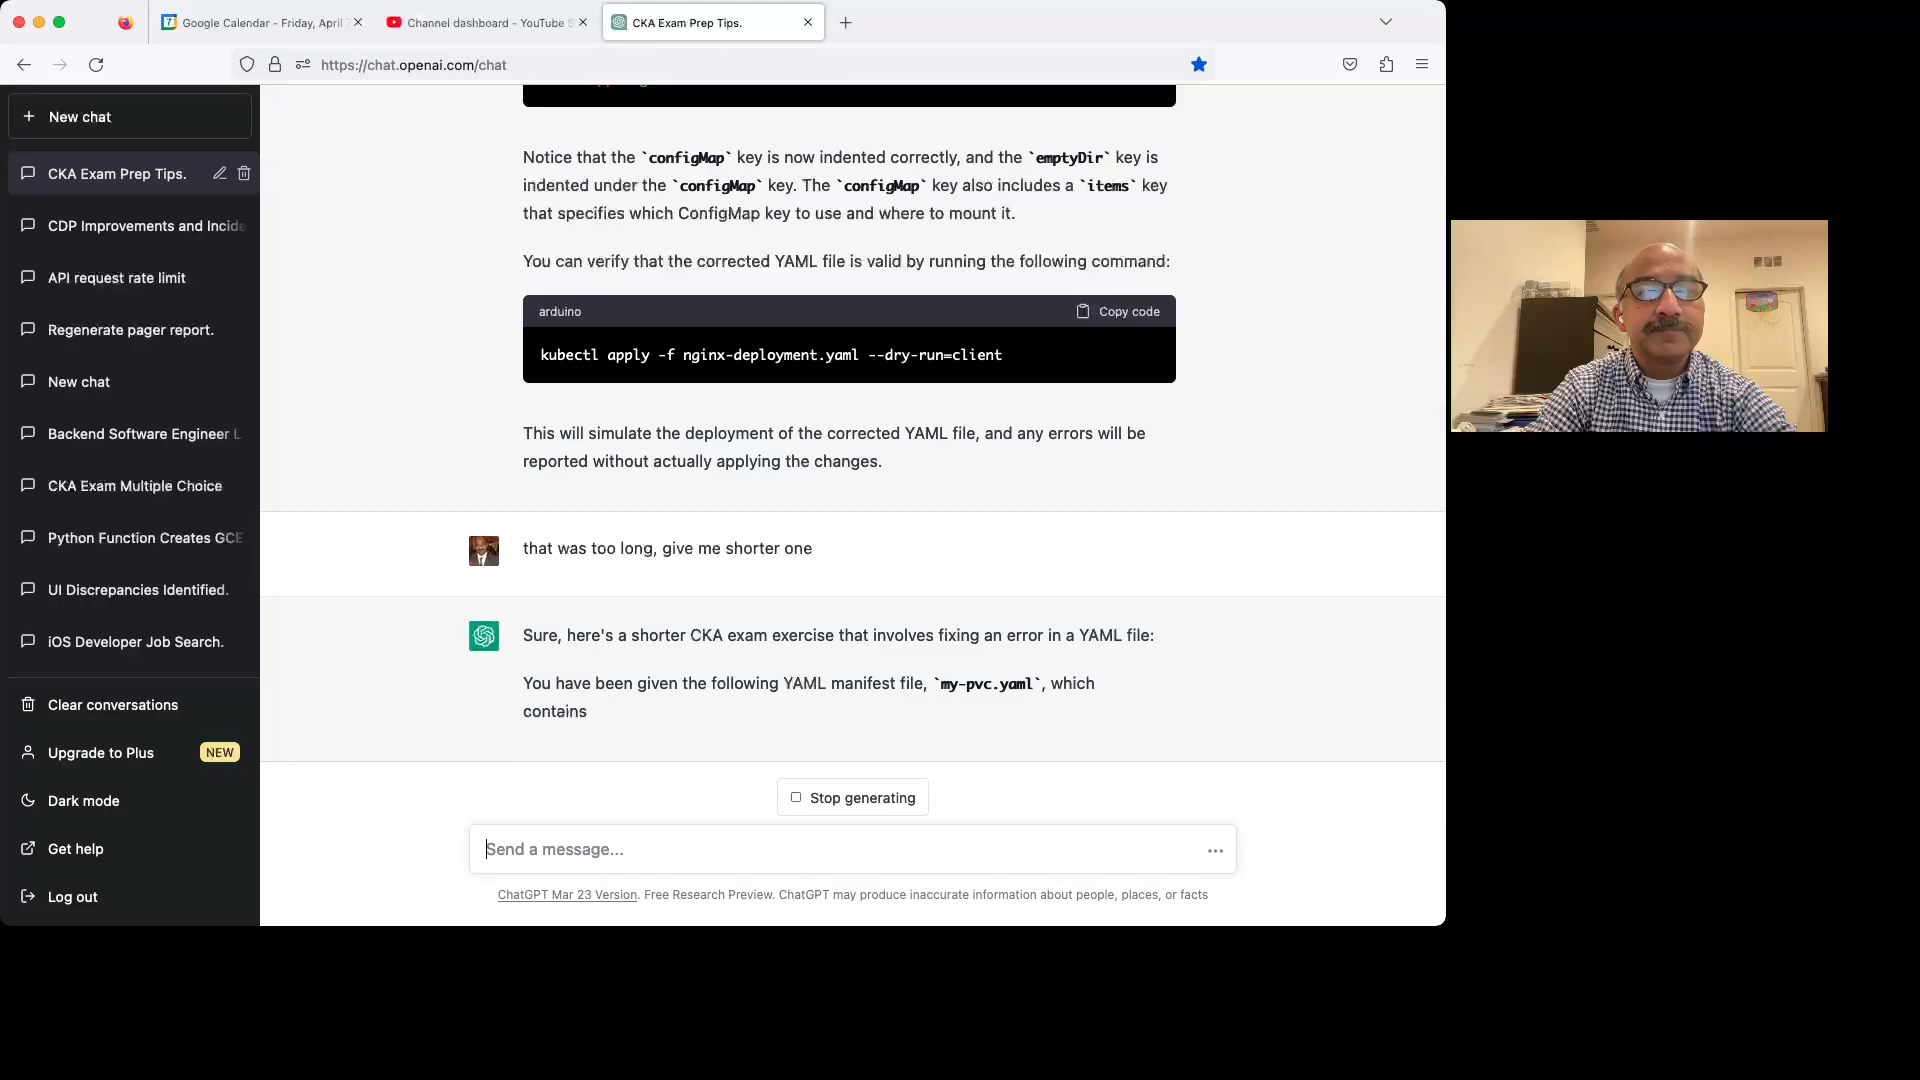 Google Calendar - Friday, April 7
Channel dashboard - YouTube S
CKA Exam Prep Tips.
https://chat.openai.com/chat
New chat
CKA Exam Prep Tips.
CDP Improvements and Incide
API request rate limit
Regenerate pager report.
New chat
Backend Software Engineer L
CKA Exam Multiple Choice
Python Function Creates GCE
UI Discrepancies Identified.
iOS Developer Job Search.
Clear conversations
Upgrade to Plus NEW
Dark mode
Get help
Log out
Notice that the `configMap` key is now indented correctly, and the `emptyDir` key is
indented under the `configMap` key. The `configMap` key also includes a `items` key
that specifies which ConfigMap key to use and where to mount it.
You can verify that the corrected YAML file is valid by running the following command:
arduino Copy code
kubectl apply -f nginx-deployment.yaml --dry-run=client
This will simulate the deployment of the corrected YAML file, and any errors will be
reported without actually applying the changes.
that was too long, give me shorter one
Sure, here's a shorter CKA exam exercise that involves fixing an error in a YAML file:
You have been given the following YAML manifest file, `my-pvc.yaml`, which
contains
Stop generating
Send a message...
ChatGPT Mar 23 Version. Free Research Preview. ChatGPT may produce inaccurate information about people, places, or facts